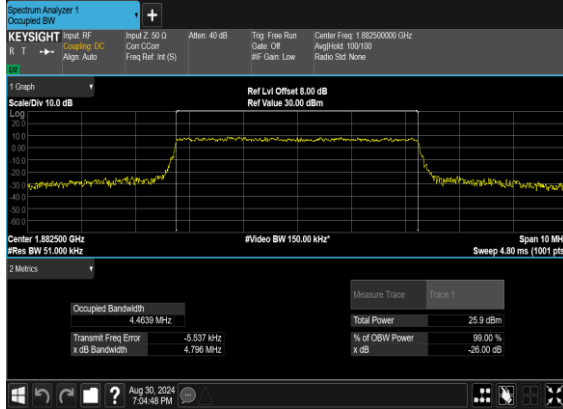 Spectrum Analyzer 1
Occupied BW
KEYSIGHT
Input: RF
R T
Coupling: DC
Align: Auto
Input Z: 50 Ω
Corr CCorr
Freq Ref: Int (S)
Atten: 40 dB
Trig: Free Run
Gate: Off
#IF Gain: Low
Center Freq: 1.882500000 GHz
Avg|Hold: 100/100
Radio Std: None
1 Graph
Scale/Div 10.0 dB
Ref Lvl Offset 8.00 dB
Ref Value 30.00 dBm
Log
20.0
10.0
0.00
-10.0
-20.0
-30.0
-40.0
-50.0
-60.0
Center 1.882500 GHz
#Res BW 51.000 kHz
#Video BW 150.00 kHz*
Span 10 MH
Sweep 4.80 ms (1001 pts
2 Metrics
Occupied Bandwidth
4.4639 MHz
Transmit Freq Error -5.537 kHz
x dB Bandwidth 4.796 MHz
Measure Trace Trace 1
Total Power 25.9 dBm
% of OBW Power 99.00 %
x dB -26.00 dB
Aug 30, 2024
7:04:48 PM